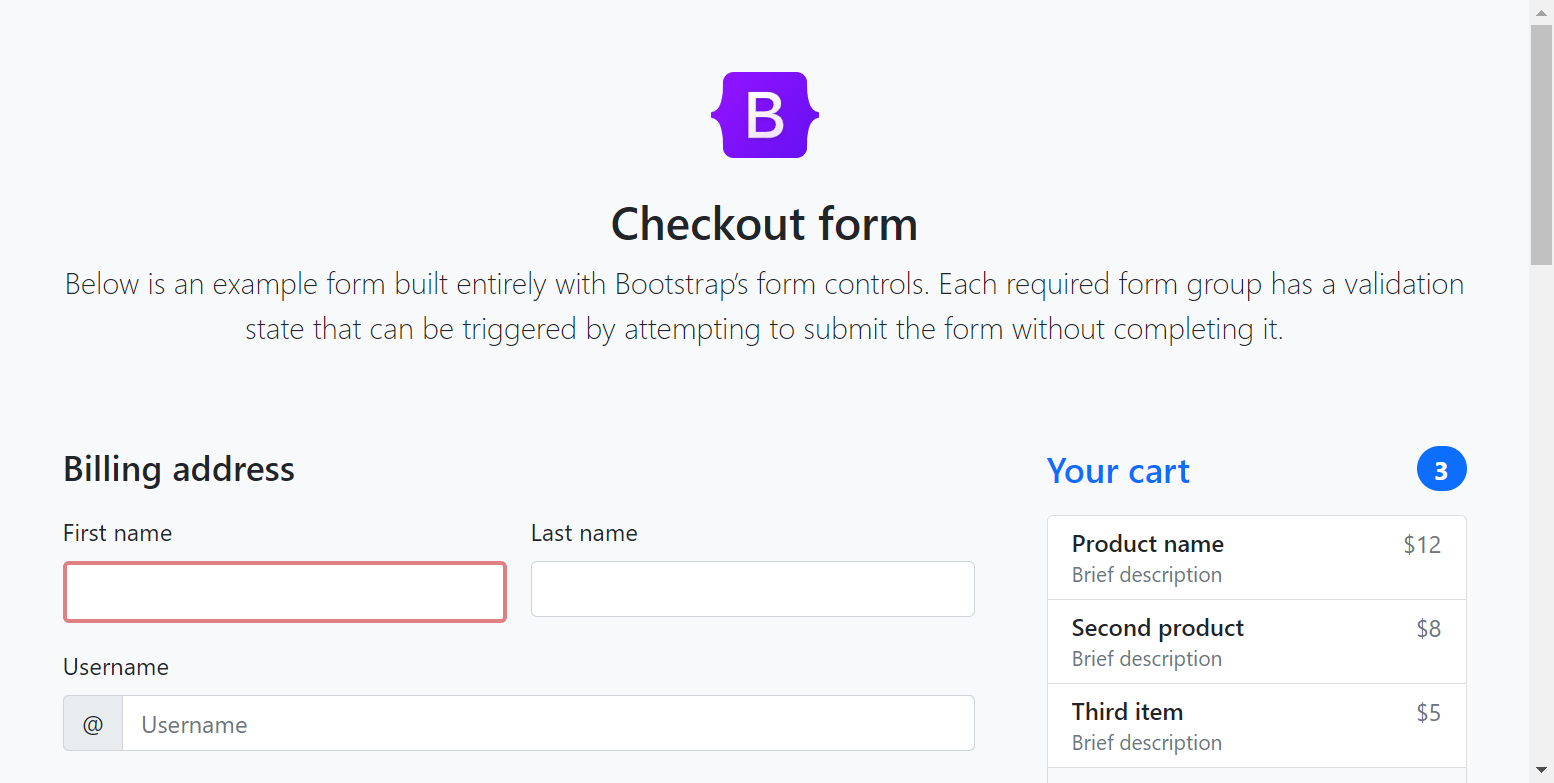 B
Checkout form
Below is an example form built entirely with Bootstrap’s form controls. Each required form group has a validation
state that can be triggered by attempting to submit the form without completing it.
Billing address
First name
Last name
Username
@ Username
Your cart 3
Product name $12
Brief description
Second product $8
Brief description
Third item $5
Brief description